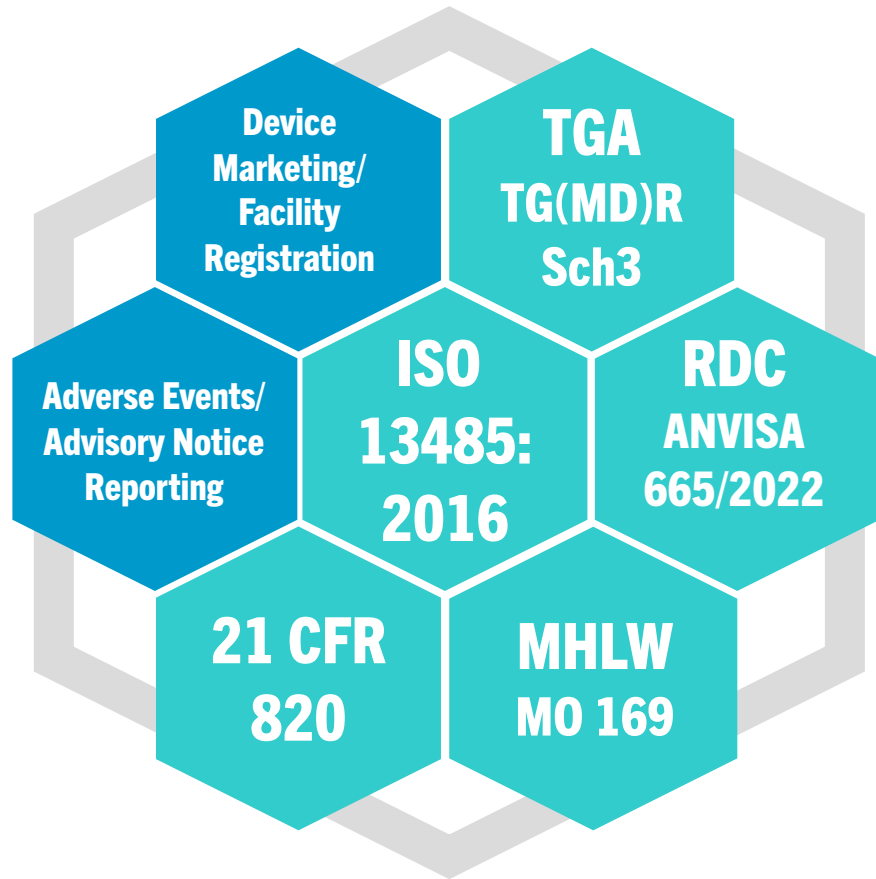 Device
Marketing/
Facility
Registration
TGA
TG(MD)R
Sch3
Adverse Events/
Advisory Notice
Reporting
ISO
13485:
2016
RDC
ANVISA
665/2022
21 CFR
820
MHLW
MO 169